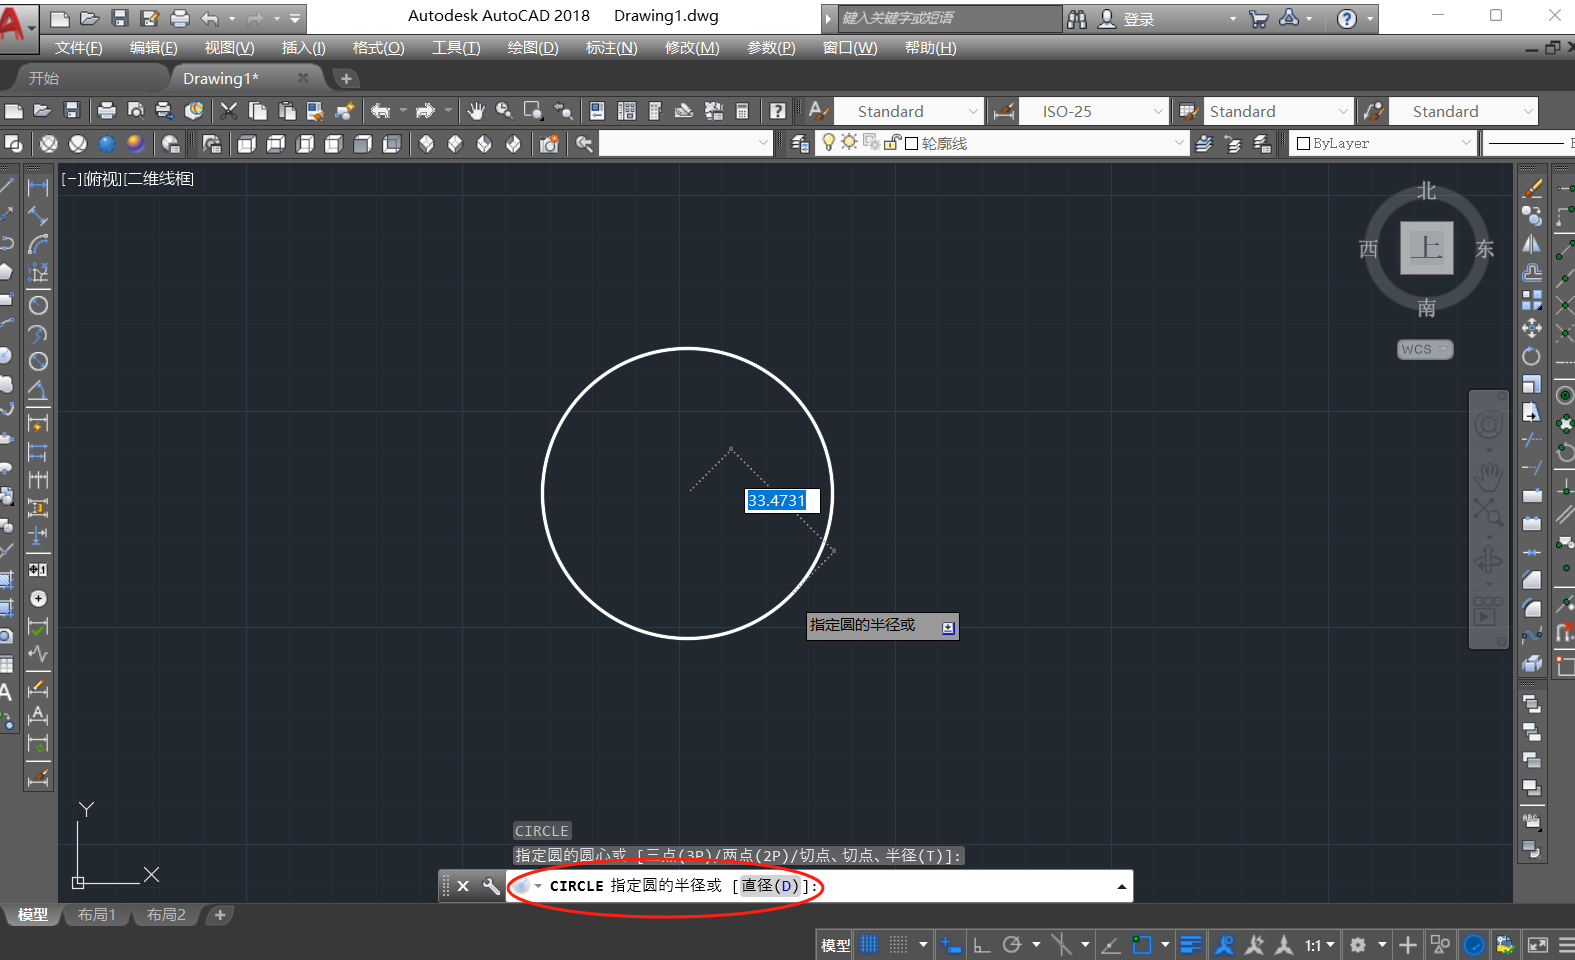 Autodesk AutoCAD 2018 Drawing1.dwg 键入关键字或短语 登录
文件(F) 编辑(E) 视图(V) 插入(I) 格式(O) 工具(T) 绘图(D) 标注(N) 修改(M) 参数(P) 窗口(W) 帮助(H)
开始 Drawing1*
Standard ISO-25 Standard Standard
轮廓线 ByLayer
[−][俯视][二维线框]
北
西 上 东
南
WCS
33.4731
指定圆的半径或
Y
X
CIRCLE
指定圆的圆心或 [三点(3P)/两点(2P)/切点、切点、半径(T)]:
CIRCLE 指定圆的半径或 [直径(D)]:
模型 布局1 布局2
模型 1:1